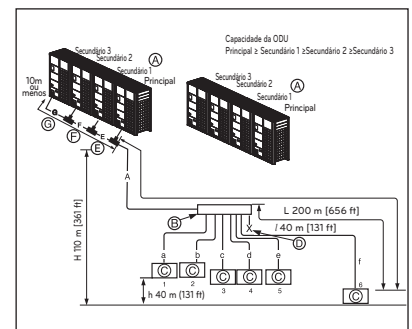 Capacidade da ODU
Principal ≥ Secundário 1 ≥Secundário 2 ≥Secundário 3
Secundário 3
Secundário 2
Secundário 1
Principal
A
Secundário 3
Secundário 2
Secundário 1
Principal
A
10m
ou
menos
G
F
E
G
F
E
A
H 110 m [361 ft]
B
L 200 m [656 ft]
l 40 m [131 ft]
X
D
a
b
c
d
e
f
C
C
C
C
C
C
1
2
3
4
5
6
h 40 m (131 ft)